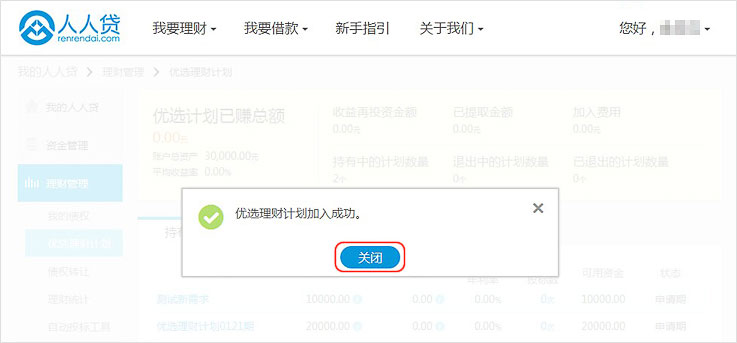 人人贷
renrendai.com
我要理财 我要借款 新手指引 关于我们 您好，
我的人人贷 理财管理 优选理财计划
我的人人贷
资金管理
理财管理
我的债权
优选理财计划
债权转让
理财统计
自动投标工具
优选计划已赚总额
0.00元
账户总资产 30,000.00元
平均收益率 0.00%
收益再投资金额 已提取金额 加入费用
0.00元 0.00元 0.00元
持有中的计划数量 退出中的计划数量 已退出的计划数量
2个 0个 0个
优选理财计划加入成功。
关闭
持有
年利率 投标数 可用资金 状态
测试新需求 10000.00 0.00 0.00% 0元 10000.00 申请期
优选理财计划0121期 20000.00 0.00 0.00% 0元 20000.00 申请期